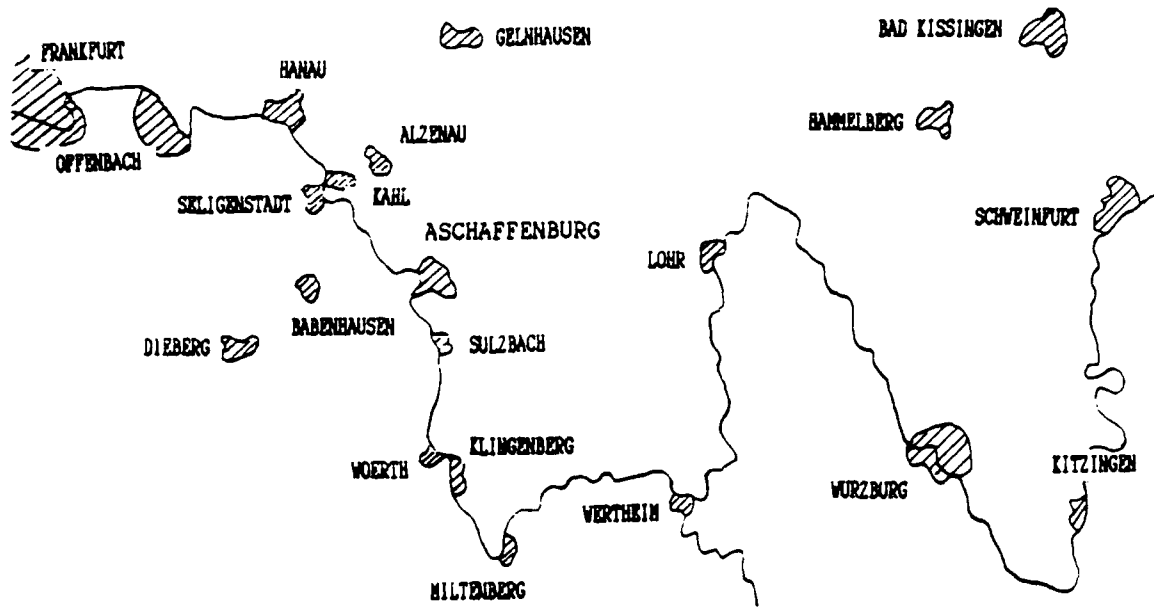 BAD KISSINGEN
GELNHAUSEN
FRANKFURT
HANAU
HAMMELBERG
ALZENAU
OFFENBACH
KAHL
SELIGENSTADT
SCHWEINFURT
ASCHAFFENBURG
LOHR
BABENHAUSEN
DIEBERG
SULZBACH
KLINGENBERG
WOERTH
KITZINGEN
WURZBURG
WERTHEIM
MILTENBERG